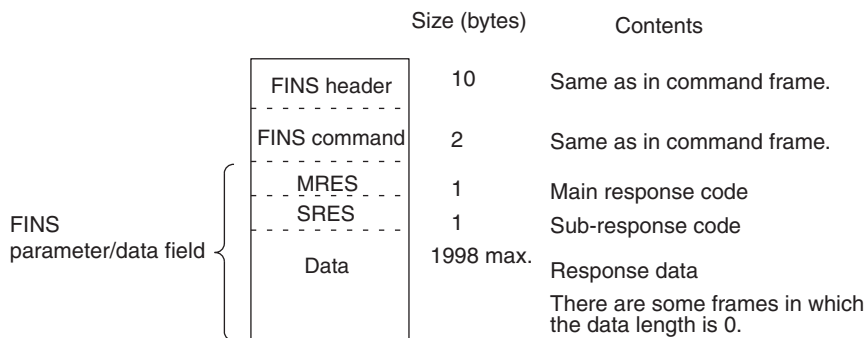 Size (bytes) Contents
FINS header 10 Same as in command frame.
FINS command 2 Same as in command frame.
MRES 1 Main response code
SRES 1 Sub-response code
FINS
parameter/data field
Data 1998 max. Response data
There are some frames in which
the data length is 0.